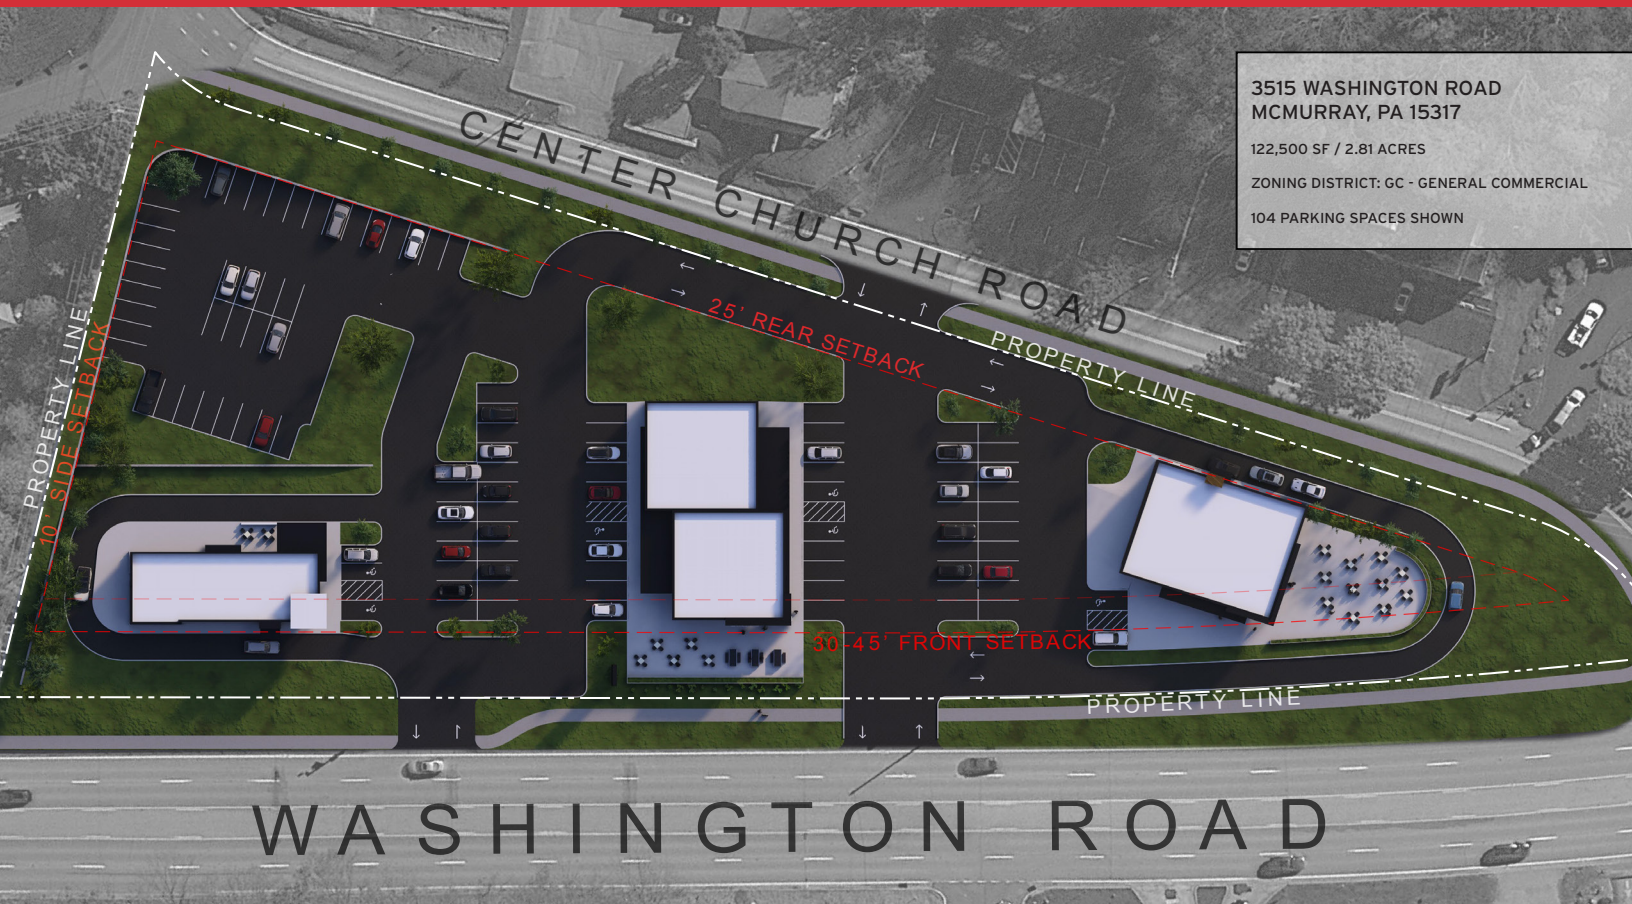 3515 WASHINGTON ROAD
MCMURRAY, PA 15317
122,500 SF / 2.81 ACRES
ZONING DISTRICT: GC - GENERAL COMMERCIAL
104 PARKING SPACES SHOWN
CENTER CHURCH ROAD
25' REAR SETBACK
PROPERTY LINE
PROPERTY LINE
10' SIDE SETBACK
30-45' FRONT SETBACK
PROPERTY LINE
WASHINGTON ROAD